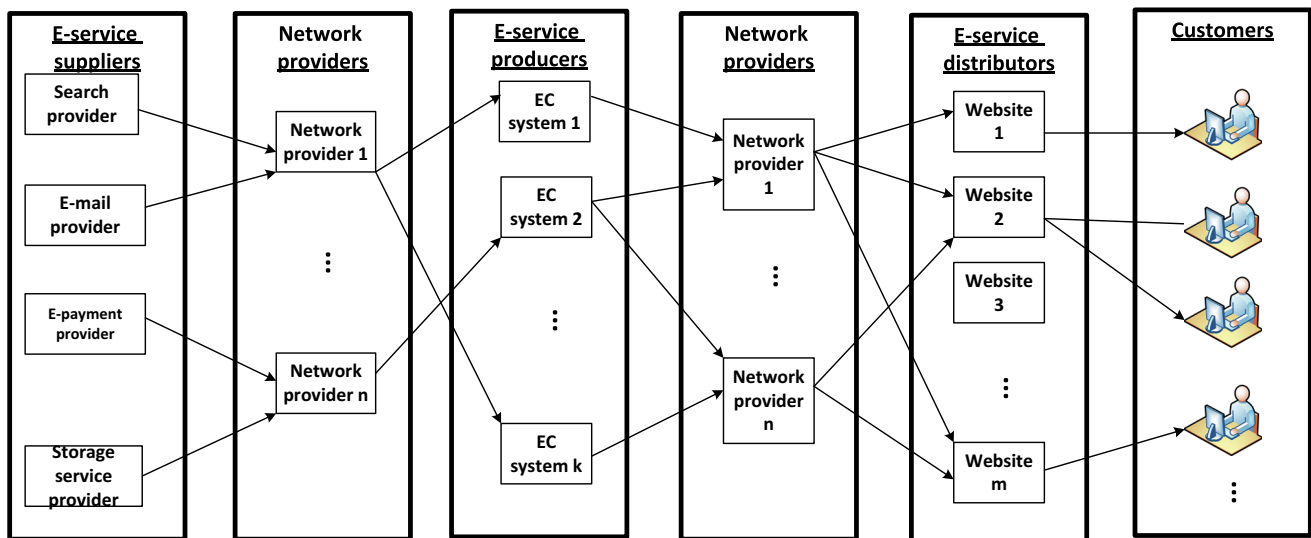 E-service
suppliers
Search
provider
E-mail
provider
E-payment
provider
Storage
service
provider
Network
providers
Network
provider 1
...
Network
provider n
E-service
producers
EC
system 1
EC
system 2
...
EC
system k
Network
providers
Network
provider
1
...
Network
provider
n
E-service
distributors
Website
1
Website
2
Website
3
...
Website
m
Customers
...